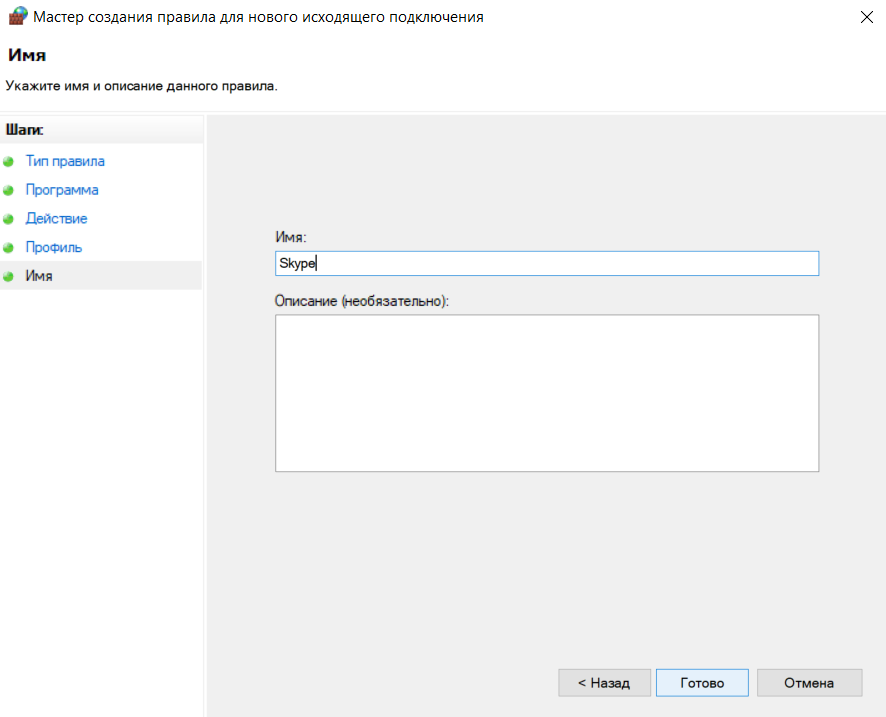 Мастер создания правила для нового исходящего подключения
Имя
Укажите имя и описание данного правила.
Шаги:
Тип правила
Программа
Действие
Профиль
Имя
Имя:
Skype
Описание (необязательно):
< Назад
Готово
Отмена